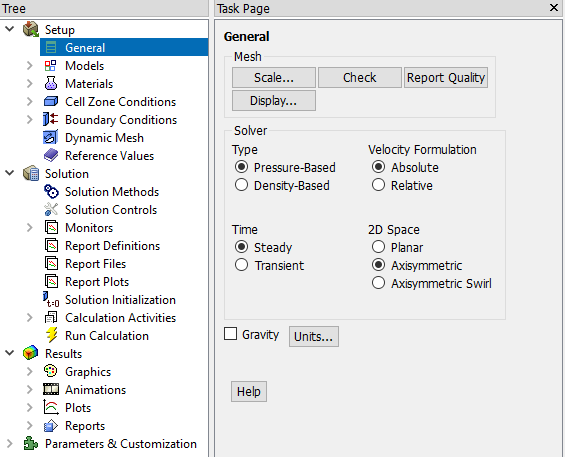 Tree
Setup
General
Models
Materials
Cell Zone Conditions
Boundary Conditions
Dynamic Mesh
Reference Values
Solution
Solution Methods
Solution Controls
Monitors
Report Definitions
Report Files
Report Plots
t=0 Solution Initialization
Calculation Activities
Run Calculation
Results
Graphics
Animations
Plots
Reports
Parameters & Customization
Task Page
General
Mesh
Scale... Check Report Quality
Display...
Solver
Type Velocity Formulation
Pressure-Based Absolute
Density-Based Relative
Time 2D Space
Steady Planar
Transient Axisymmetric
Axisymmetric Swirl
Gravity Units...
Help